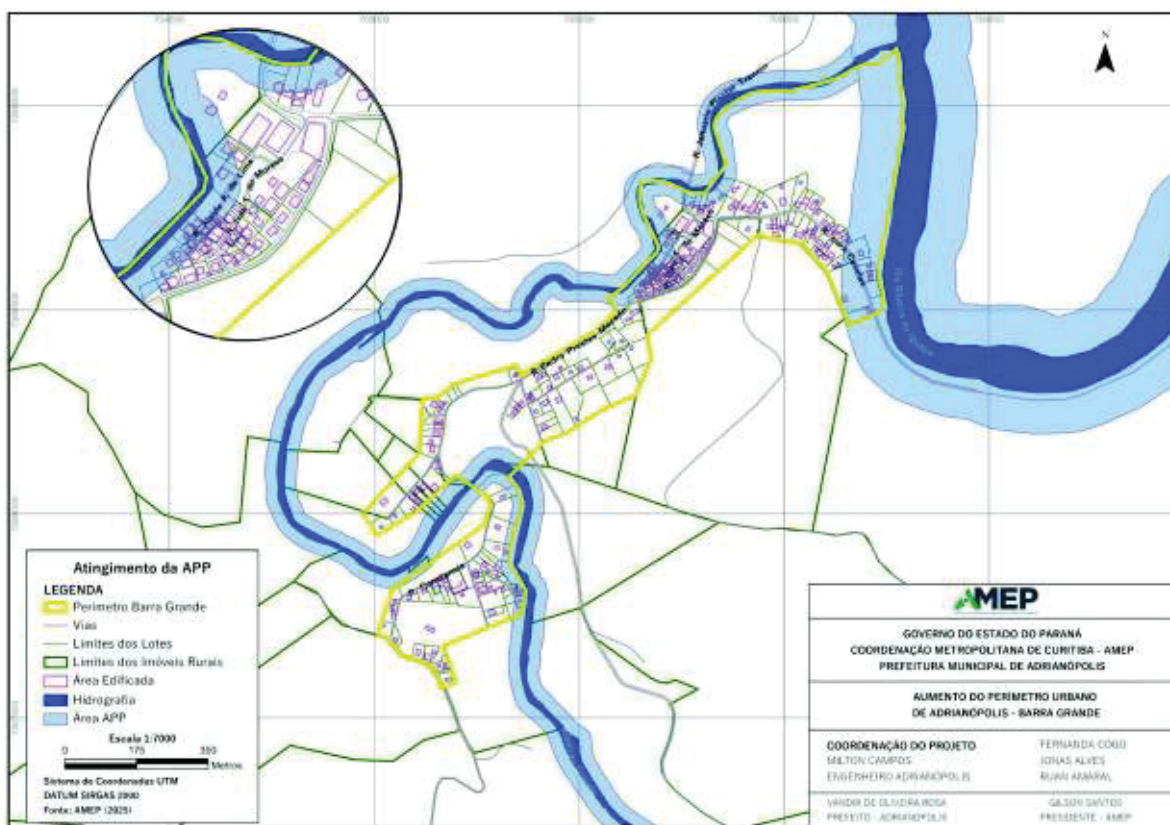 N
R. Pedro Prestes
Atingimento da APP
LEGENDA
Perímetro Barra Grande
Vias
Limites dos Lotes
Limites dos Imóveis Rurais
Área Edificada
Hidrografia
Área APP
Escala 1:7000
0 175 350
Metros
Sistema de Coordenadas UTM
DATUM SIRGAS 2000
Fonte: AMEP (2025)
AMEP
GOVERNO DO ESTADO DO PARANÁ
COORDENAÇÃO METROPOLITANA DE CURITIBA - AMEP
PREFEITURA MUNICIPAL DE ADRIANÓPOLIS
AUMENTO DO PERÍMETRO URBANO
DE ADRIANÓPOLIS - BARRA GRANDE
COORDENAÇÃO DO PROJETO
MILTON CAMPOS
ENGENHEIRO ADRIANÓPOLIS
FERNANDA COGO
JONAS ALVES
RUAN AMARAL
VANDIR DE OLIVEIRA ROSA
PREFEITO - ADRIANÓPOLIS
GILSON SANTOS
PRESIDENTE - AMEP